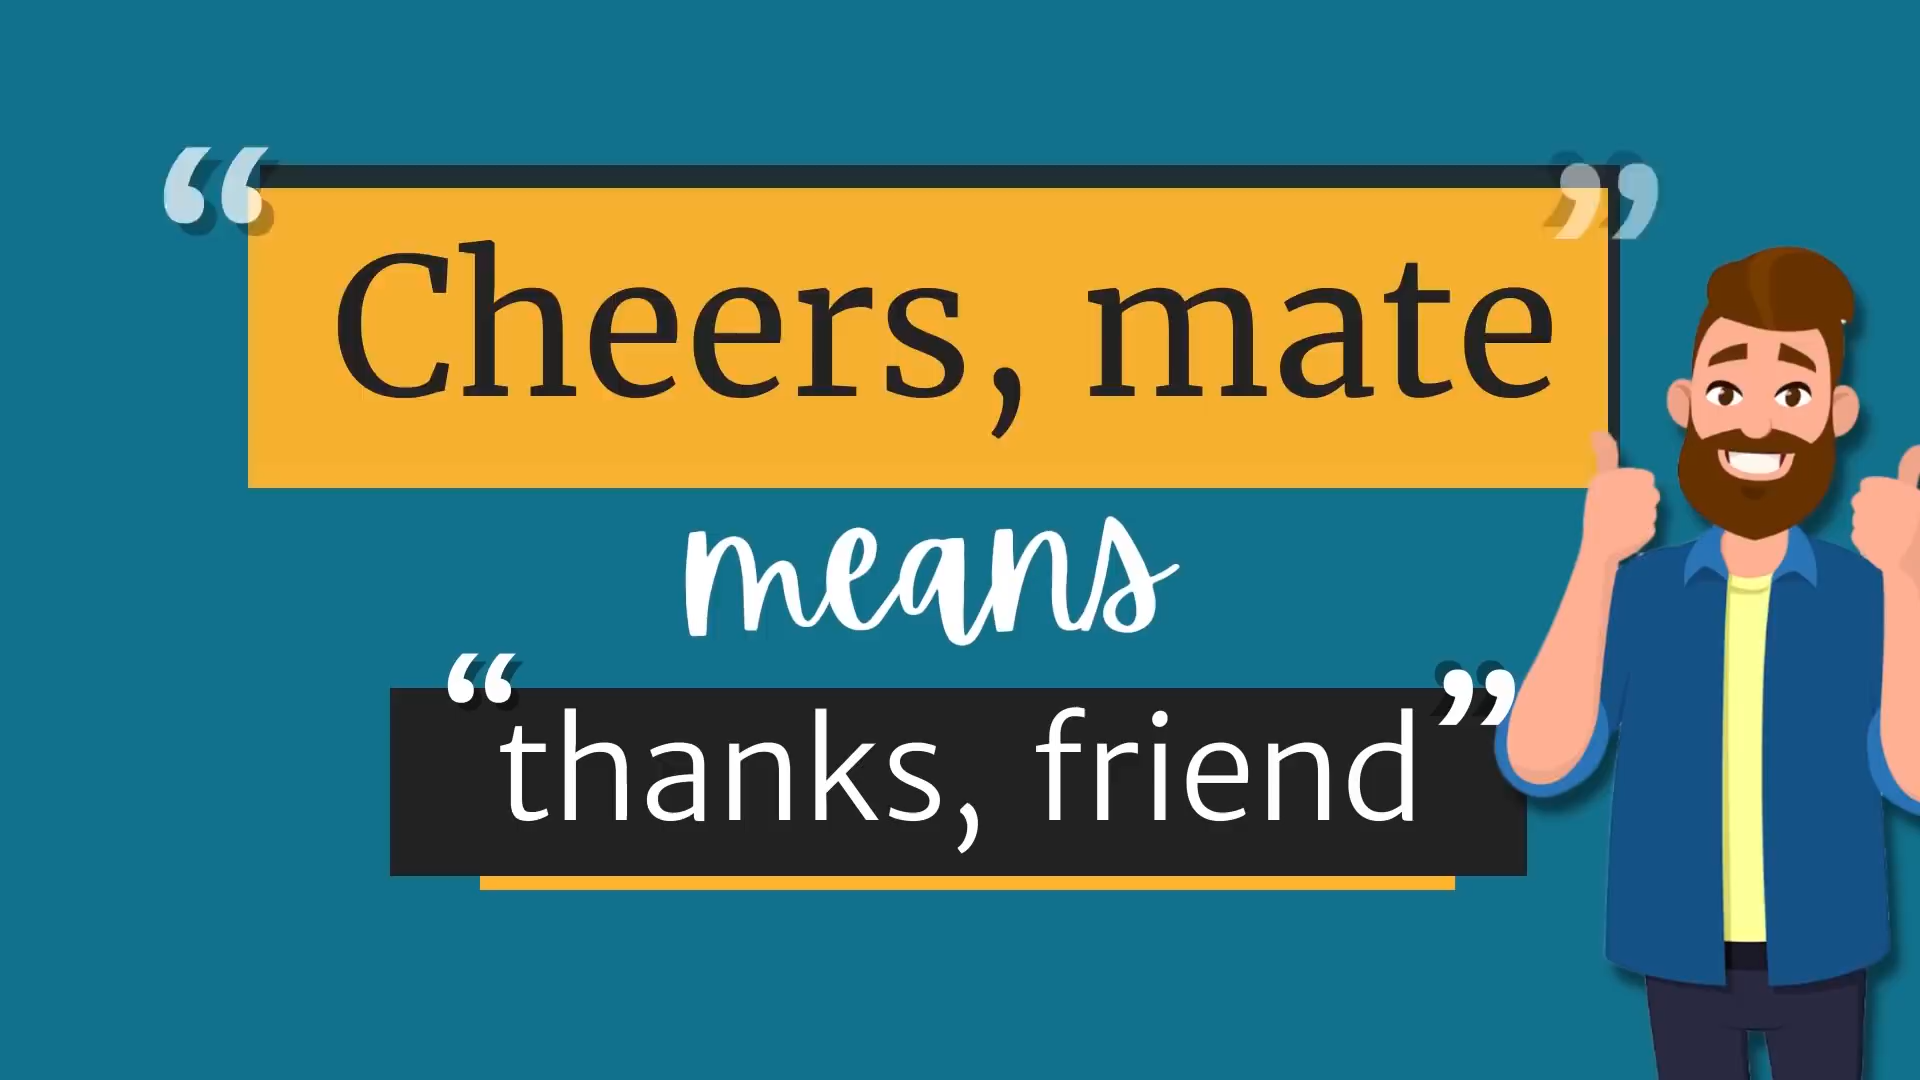 “Cheers, mate”
means
“thanks, friend”